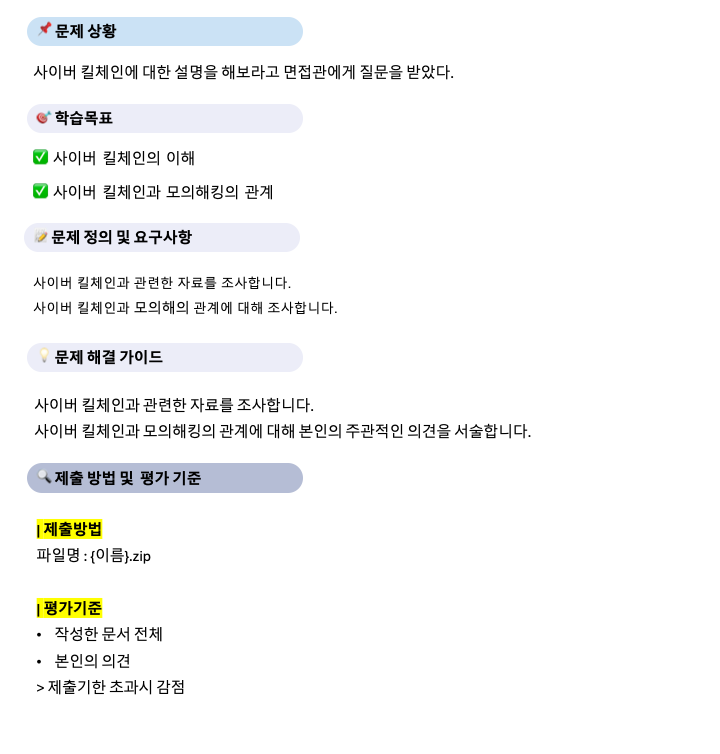 📌 문제 상황
사이버 킬체인에 대한 설명을 해보라고 면접관에게 질문을 받았다.
🎯 학습목표
✅ 사이버 킬체인의 이해
✅ 사이버 킬체인과 모의해킹의 관계
📝 문제 정의 및 요구사항
사이버 킬체인과 관련한 자료를 조사합니다.
사이버 킬체인과 모의해의 관계에 대해 조사합니다.
💡 문제 해결 가이드
사이버 킬체인과 관련한 자료를 조사합니다.
사이버 킬체인과 모의해킹의 관계에 대해 본인의 주관적인 의견을 서술합니다.
🔍 제출 방법 및 평가 기준
| 제출방법
파일명 : {이름}.zip
| 평가기준
• 작성한 문서 전체
• 본인의 의견
> 제출기한 초과시 감점